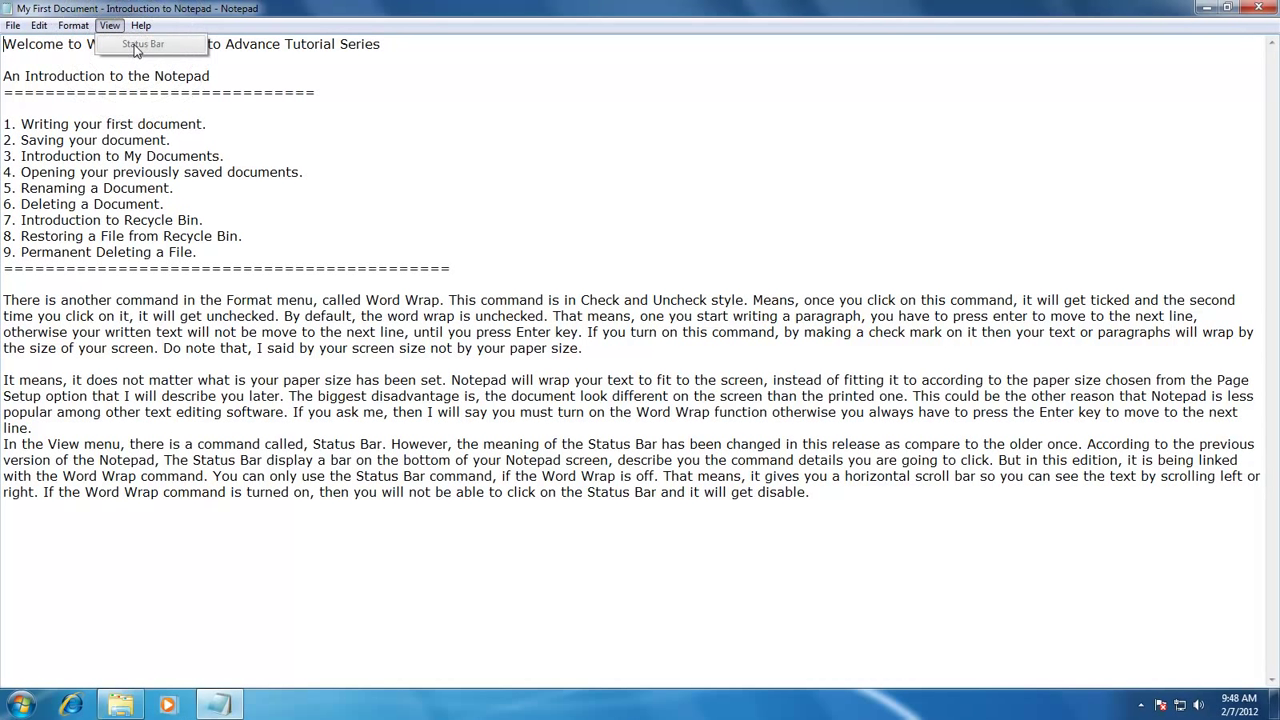 My First Document - Introduction to Notepad - Notepad
File Edit Format View Help
Status Bar
Welcome to W to Advance Tutorial Series
An Introduction to the Notepad
==============================
1. Writing your first document.
2. Saving your document.
3. Introduction to My Documents.
4. Opening your previously saved documents.
5. Renaming a Document.
6. Deleting a Document.
7. Introduction to Recycle Bin.
8. Restoring a File from Recycle Bin.
9. Permanent Deleting a File.
===========================================
There is another command in the Format menu, called Word Wrap. This command is in Check and Uncheck style. Means, once you click on this command, it will get ticked and the second
time you click on it, it will get unchecked. By default, the word wrap is unchecked. That means, one you start writing a paragraph, you have to press enter to move to the next line,
otherwise your written text will not be move to the next line, until you press Enter key. If you turn on this command, by making a check mark on it then your text or paragraphs will wrap by
the size of your screen. Do note that, I said by your screen size not by your paper size.
It means, it does not matter what is your paper size has been set. Notepad will wrap your text to fit to the screen, instead of fitting it to according to the paper size chosen from the Page
Setup option that I will describe you later. The biggest disadvantage is, the document look different on the screen than the printed one. This could be the other reason that Notepad is less
popular among other text editing software. If you ask me, then I will say you must turn on the Word Wrap function otherwise you always have to press the Enter key to move to the next
line.
In the View menu, there is a command called, Status Bar. However, the meaning of the Status Bar has been changed in this release as compare to the older once. According to the previous
version of the Notepad, The Status Bar display a bar on the bottom of your Notepad screen, describe you the command details you are going to click. But in this edition, it is being linked
with the Word Wrap command. You can only use the Status Bar command, if the Word Wrap is off. That means, it gives you a horizontal scroll bar so you can see the text by scrolling left or
right. If the Word Wrap command is turned on, then you will not be able to click on the Status Bar and it will get disable.
9:48 AM
2/7/2012